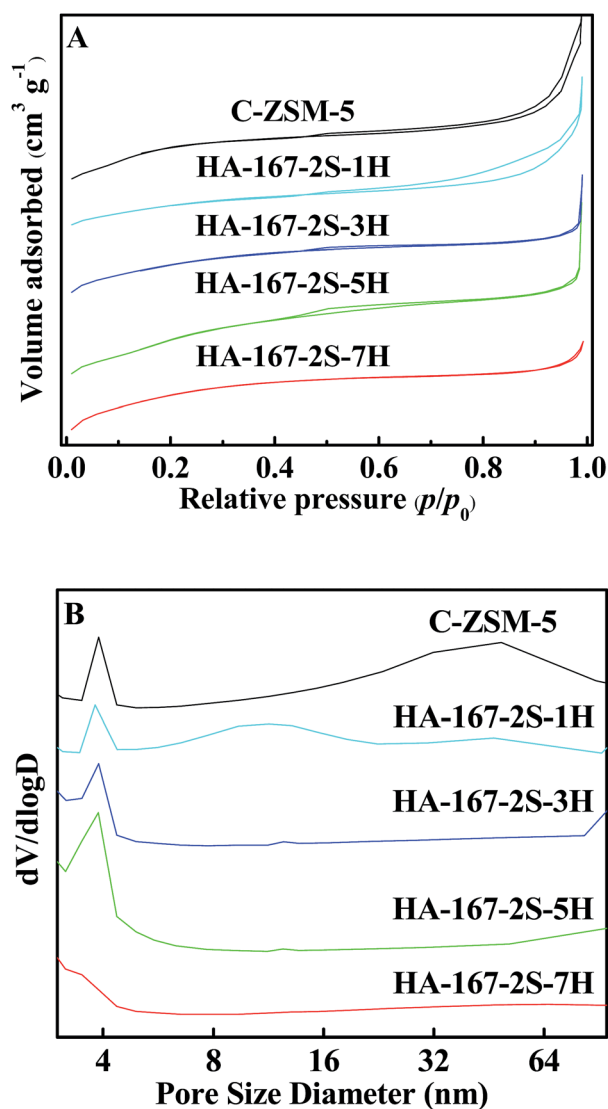 A
C-ZSM-5
HA-167-2S-1H
HA-167-2S-3H
HA-167-2S-5H
HA-167-2S-7H
Volume adsorbed (cm³ g⁻¹)
0.0 0.2 0.4 0.6 0.8 1.0
Relative pressure (p/p₀)
B
C-ZSM-5
HA-167-2S-1H
HA-167-2S-3H
HA-167-2S-5H
HA-167-2S-7H
dV/dlogD
4 8 16 32 64
Pore Size Diameter (nm)